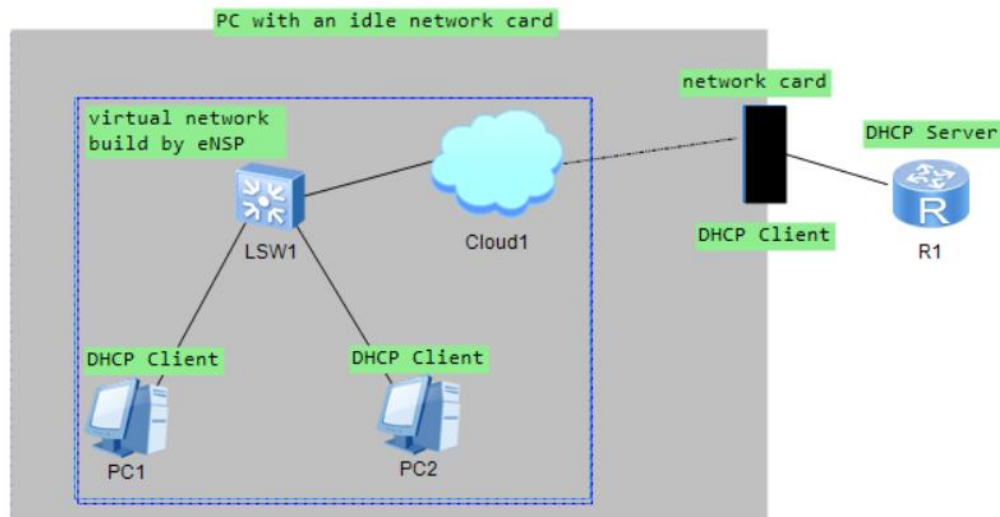 PC with an idle network card
network card
virtual network
build by eNSP
DHCP Server
LSW1
Cloud1
DHCP Client
R1
DHCP Client
DHCP Client
PC1
PC2